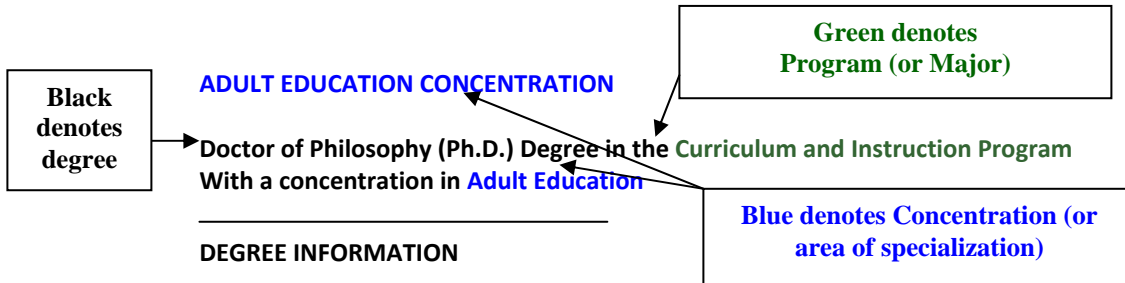 Green denotes
Program (or Major)
ADULT EDUCATION CONCENTRATION
Black
denotes
degree
Doctor of Philosophy (Ph.D.) Degree in the Curriculum and Instruction Program
With a concentration in Adult Education
Blue denotes Concentration (or
area of specialization)
DEGREE INFORMATION